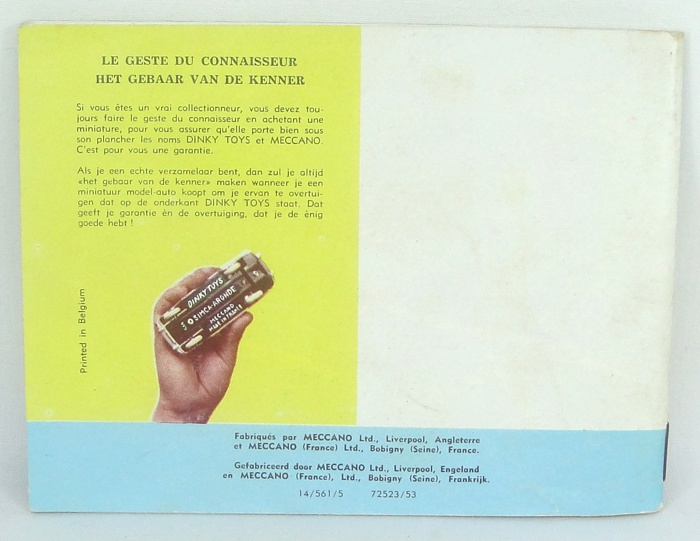 LE GESTE DU CONNAISSEUR
HET GEBAAR VAN DE KENNER
Si vous êtes un vrai collectionneur, vous devez tou-
jours faire le geste du connaisseur en achetant une
miniature, pour vous assurer qu'elle porte bien sous
son plancher les noms DINKY TOYS et MECCANO.
C'est pour vous une garantie.
Als je een echte verzamelaar bent, dan zul je altijd
«het gebaar van de kenner» maken wanneer je een
miniatuur model-auto koopt om je ervan te overtui-
gen dat op de onderkant DINKY TOYS staat. Dat
geeft je garantie èn de overtuiging, dat je de énig
goede hebt !
DINKY TOYS
SIMCA-ARONDE
MECCANO
MADE IN FRANCE
Printed in Belgium
Fabriqués par MECCANO Ltd., Liverpool, Angleterre
et MECCANO (France) Ltd., Bobigny (Seine), France.
Gefabriceerd door MECCANO Ltd., Liverpool, Engeland
en MECCANO (France), Ltd., Bobigny (Seine), Frankrijk.
14/561/5 72523/53